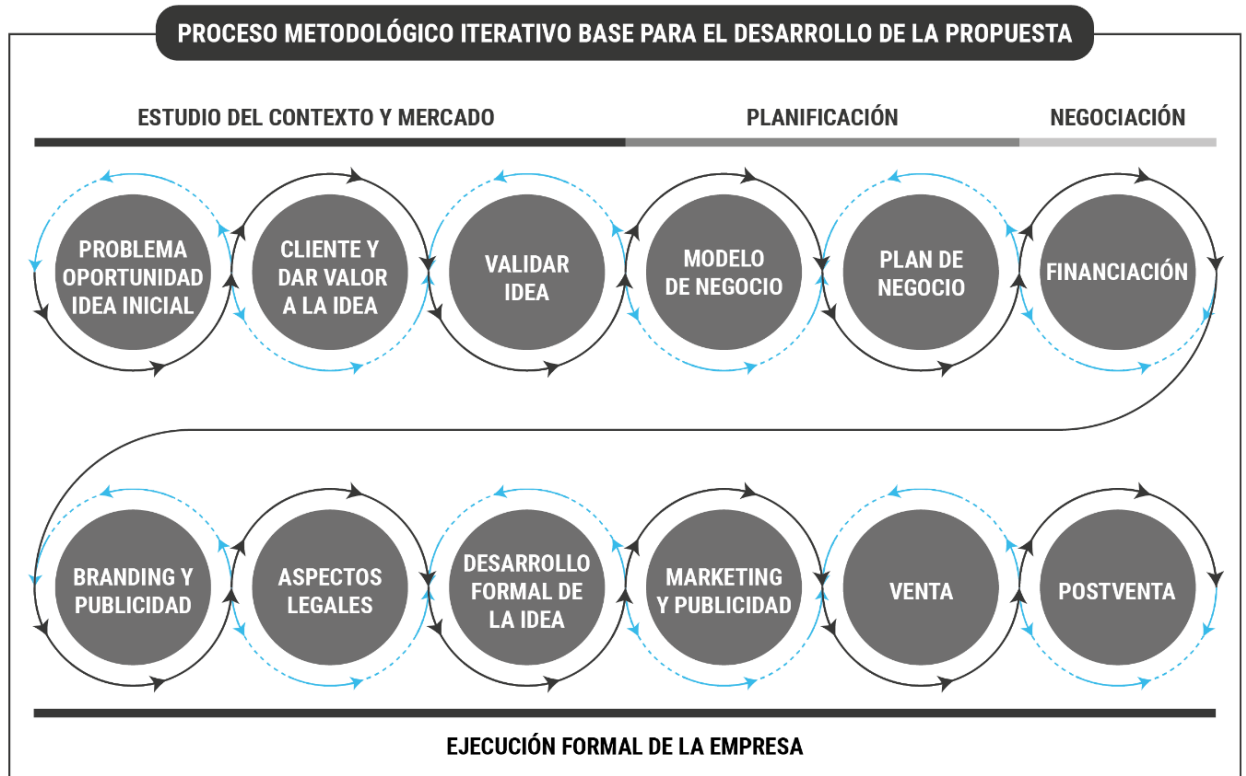 PROCESO METODOLÓGICO ITERATIVO BASE PARA EL DESARROLLO DE LA PROPUESTA
ESTUDIO DEL CONTEXTO Y MERCADO
PLANIFICACIÓN
NEGOCIACIÓN
PROBLEMA
OPORTUNIDAD
IDEA INICIAL
CLIENTE Y
DAR VALOR
A LA IDEA
VALIDAR
IDEA
MODELO
DE NEGOCIO
PLAN DE
NEGOCIO
FINANCIACIÓN
BRANDING Y
PUBLICIDAD
ASPECTOS
LEGALES
DESARROLLO
FORMAL DE
LA IDEA
MARKETING
Y PUBLICIDAD
VENTA
POSTVENTA
EJECUCIÓN FORMAL DE LA EMPRESA